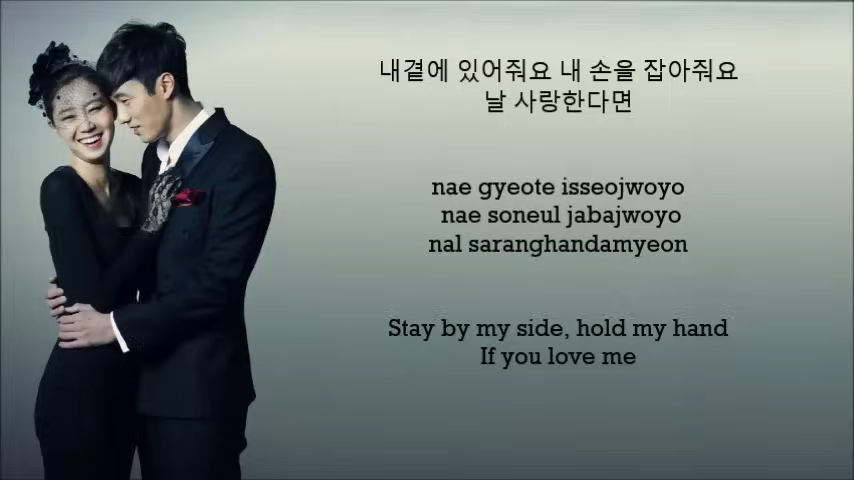 내곁에 있어줘요 내 손을 잡아줘요
날 사랑한다면
nae gyeote isseojwoyo
nae soneul jabajwoyo
nal saranghandamyeon
Stay by my side, hold my hand
If you love me